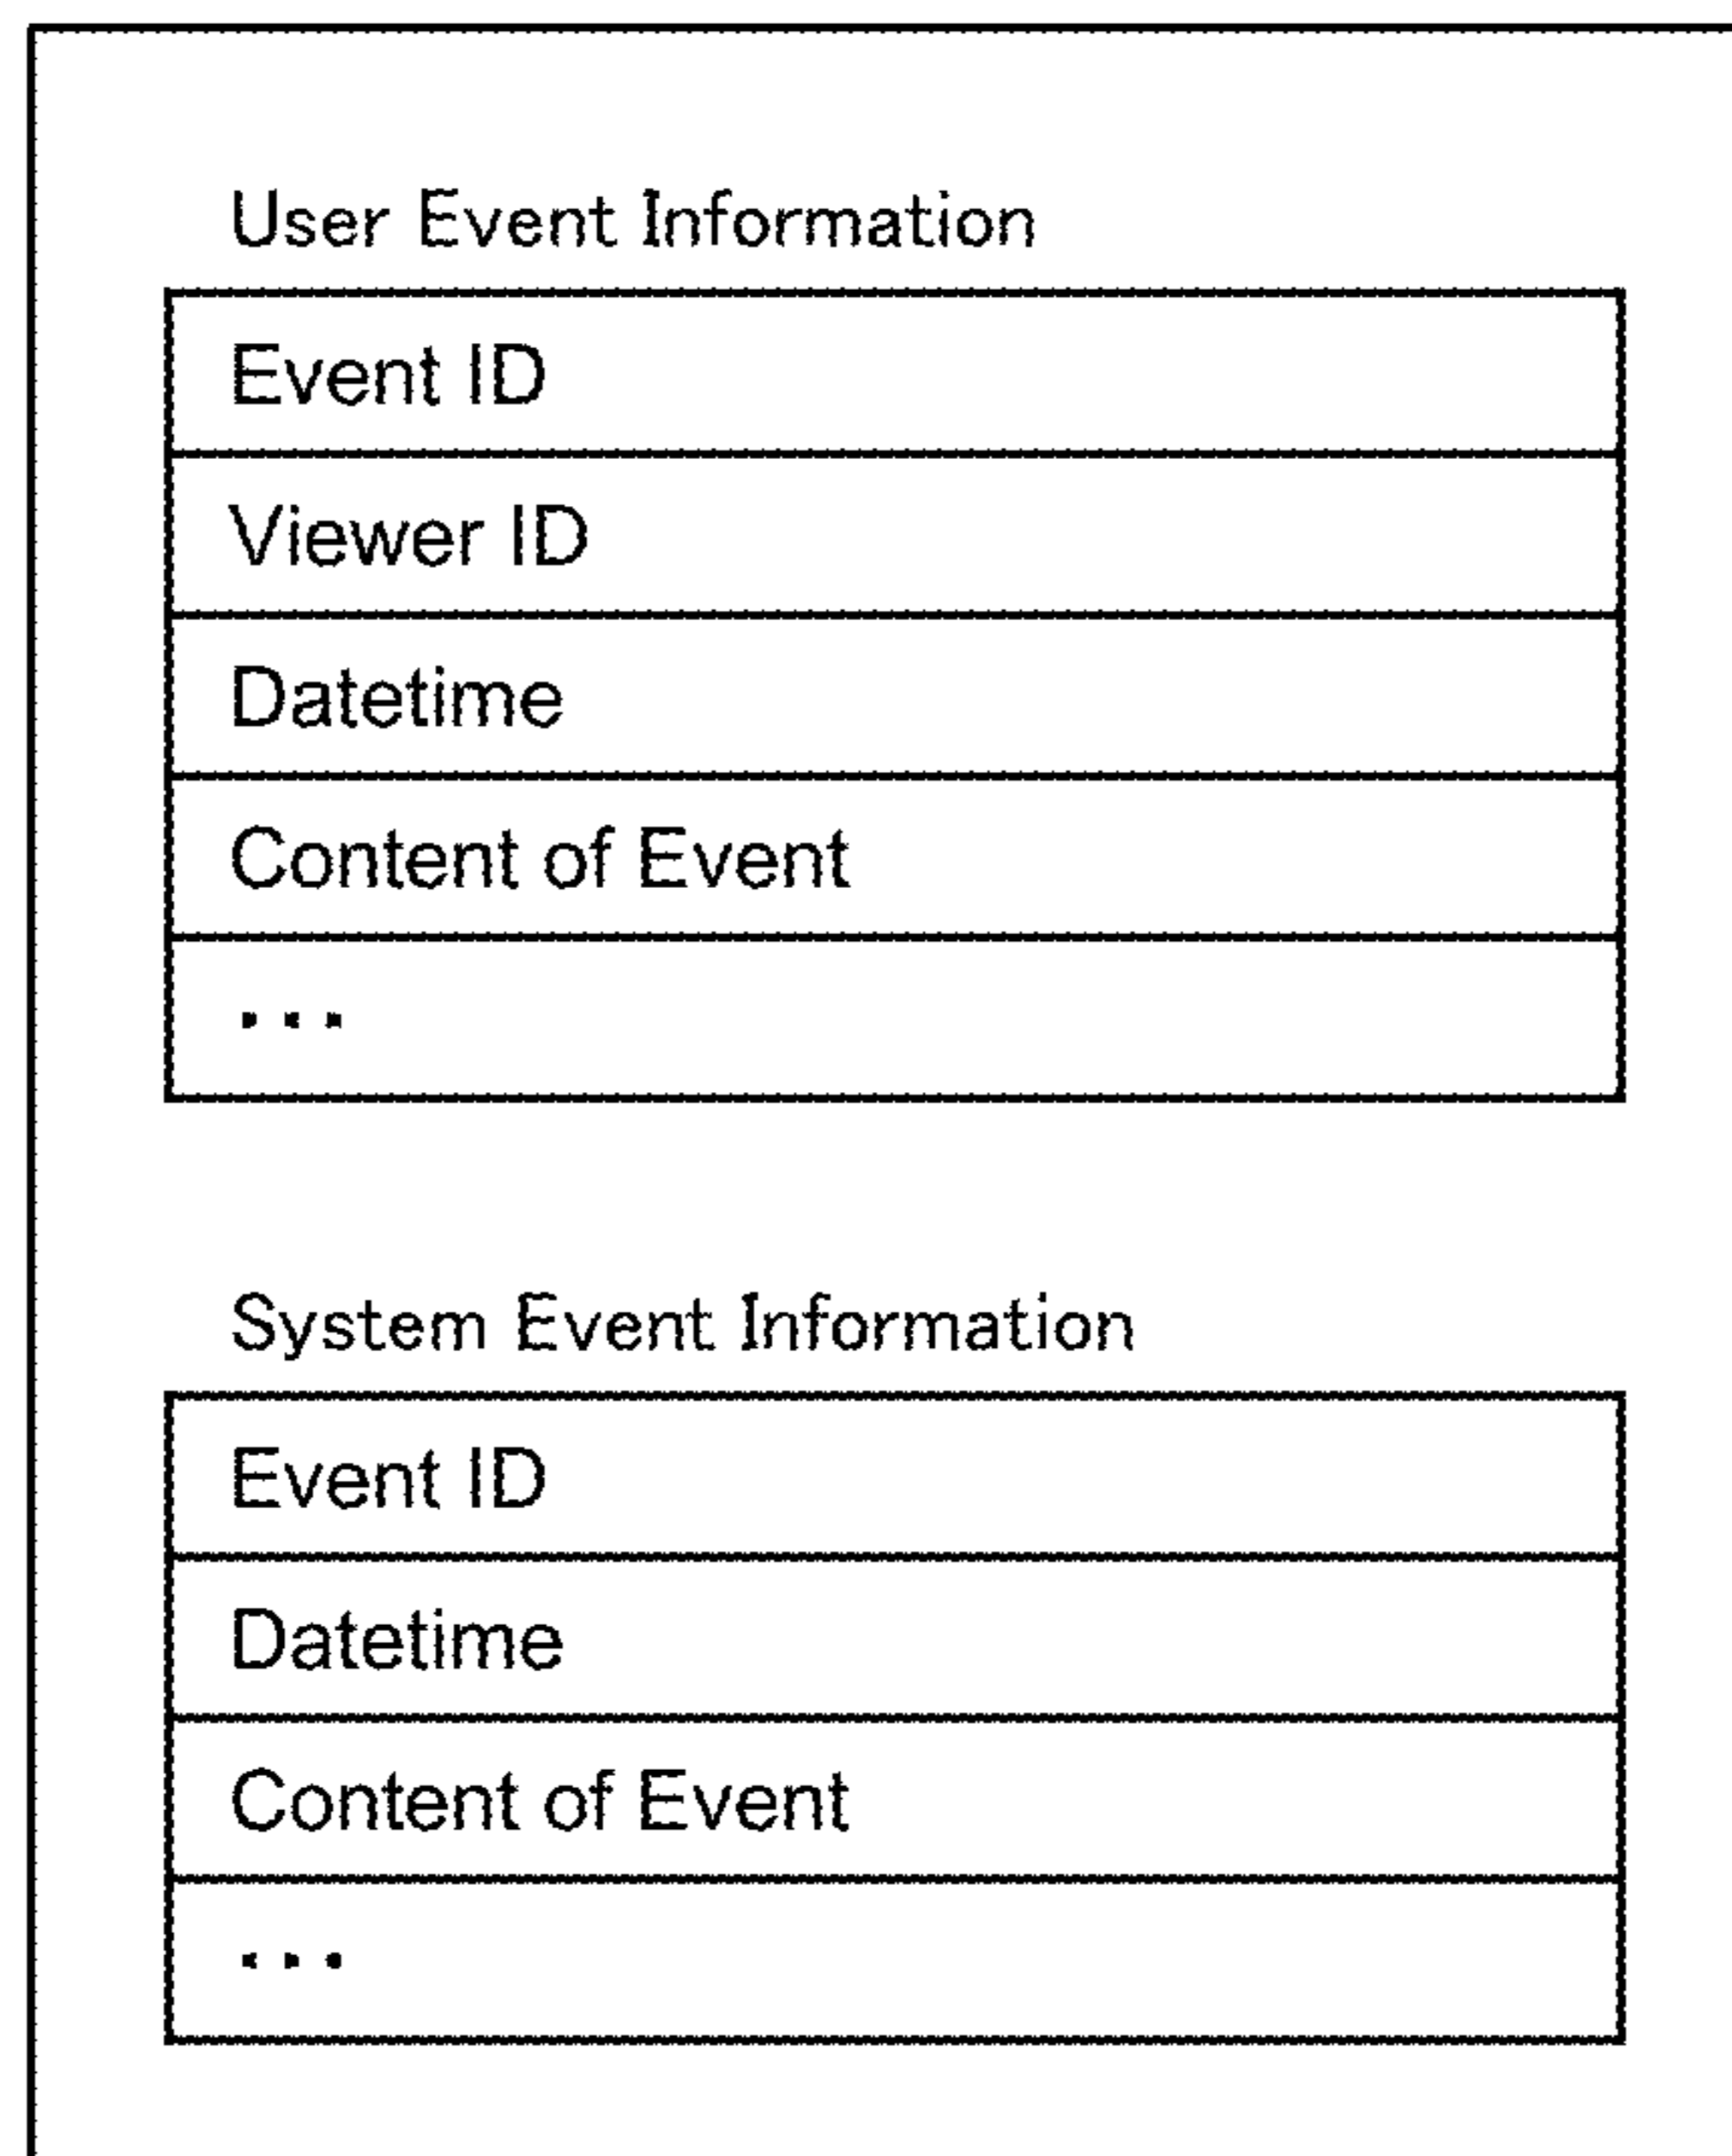 User Event Information
Event ID
Viewer ID
Datetime
Content of Event
...
System Event Information
Event ID
Datetime
Content of Event
...